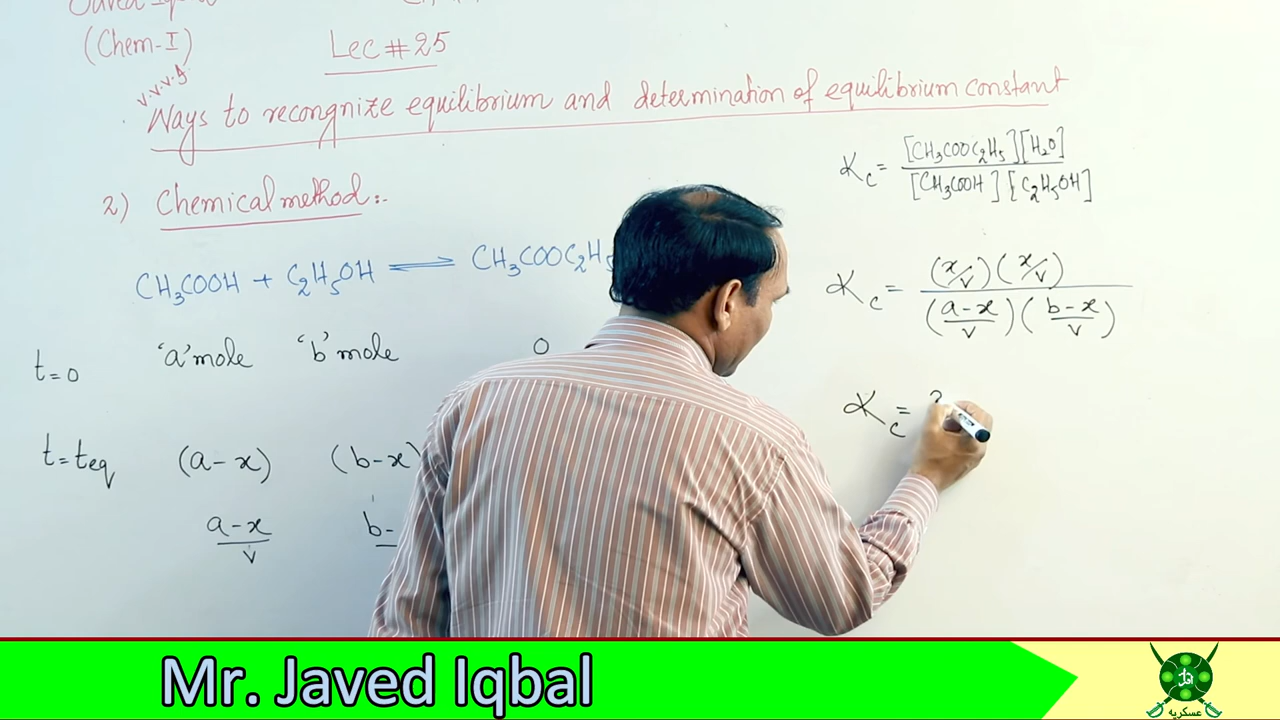 (Chem-I)
Lec # 25
v.v.v.
Ways to recongnize equilibrium and determination of equilibrium constant
2) Chemical method:-
CH₃COOH + C₂H₅OH ⇌ CH₃COOC₂H₅
Kc = [CH₃COOC₂H₅][H₂O] / [CH₃COOH][C₂H₅OH]
Kc = (x/v)(x/v) / ((a-x)/v)((b-x)/v)
t=0 'a' mole 'b' mole 0
Kc =
t=teq (a-x) (b-x)
a-x/v b-
Mr. Javed Iqbal
عسکریہ